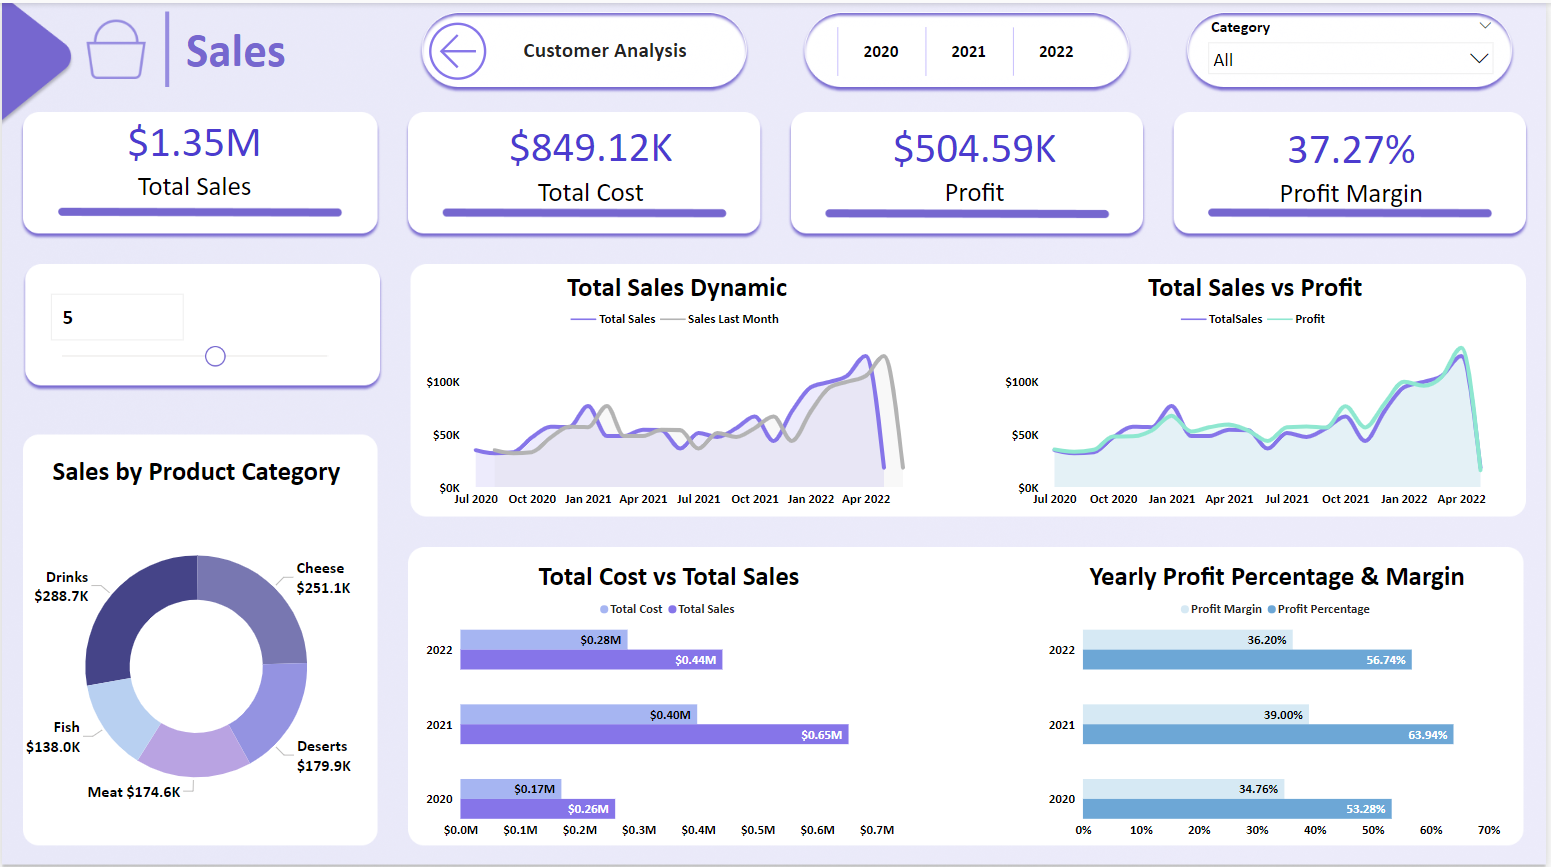 Sales
Customer Analysis
2020
2021
2022
Category
All
$1.35M
Total Sales
$849.12K
Total Cost
$504.59K
Profit
37.27%
Profit Margin
5
Sales by Product Category
Drinks
$288.7K
Cheese
$251.1K
Fish
$138.0K
Deserts
$179.9K
Meat $174.6K
Total Sales Dynamic
Total Sales
Sales Last Month
$100K
$50K
$0K
Jul 2020
Oct 2020
Jan 2021
Apr 2021
Jul 2021
Oct 2021
Jan 2022
Apr 2022
Total Sales vs Profit
TotalSales
Profit
$100K
$50K
$0K
Jul 2020
Oct 2020
Jan 2021
Apr 2021
Jul 2021
Oct 2021
Jan 2022
Apr 2022
Total Cost vs Total Sales
Total Cost
Total Sales
2022
$0.28M
$0.44M
2021
$0.40M
$0.65M
2020
$0.17M
$0.26M
$0.0M
$0.1M
$0.2M
$0.3M
$0.4M
$0.5M
$0.6M
$0.7M
Yearly Profit Percentage & Margin
Profit Margin
Profit Percentage
2022
36.20%
56.74%
2021
39.00%
63.94%
2020
34.76%
53.28%
0%
10%
20%
30%
40%
50%
60%
70%